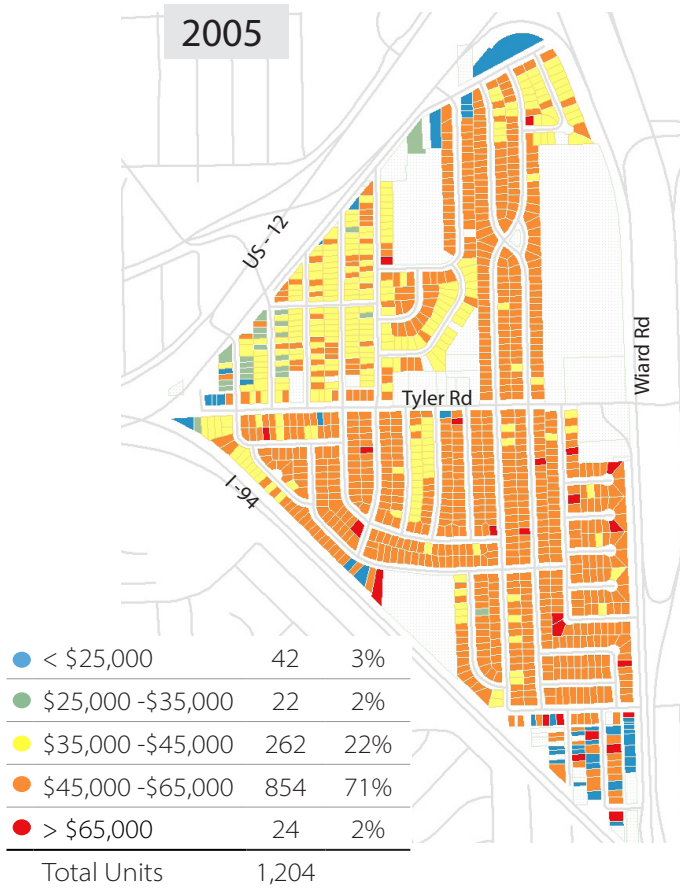 2005
US - 12
Wiard Rd
Tyler Rd
I -94
< $25,000 42 3%
$25,000 -$35,000 22 2%
$35,000 -$45,000 262 22%
$45,000 -$65,000 854 71%
> $65,000 24 2%
Total Units 1,204